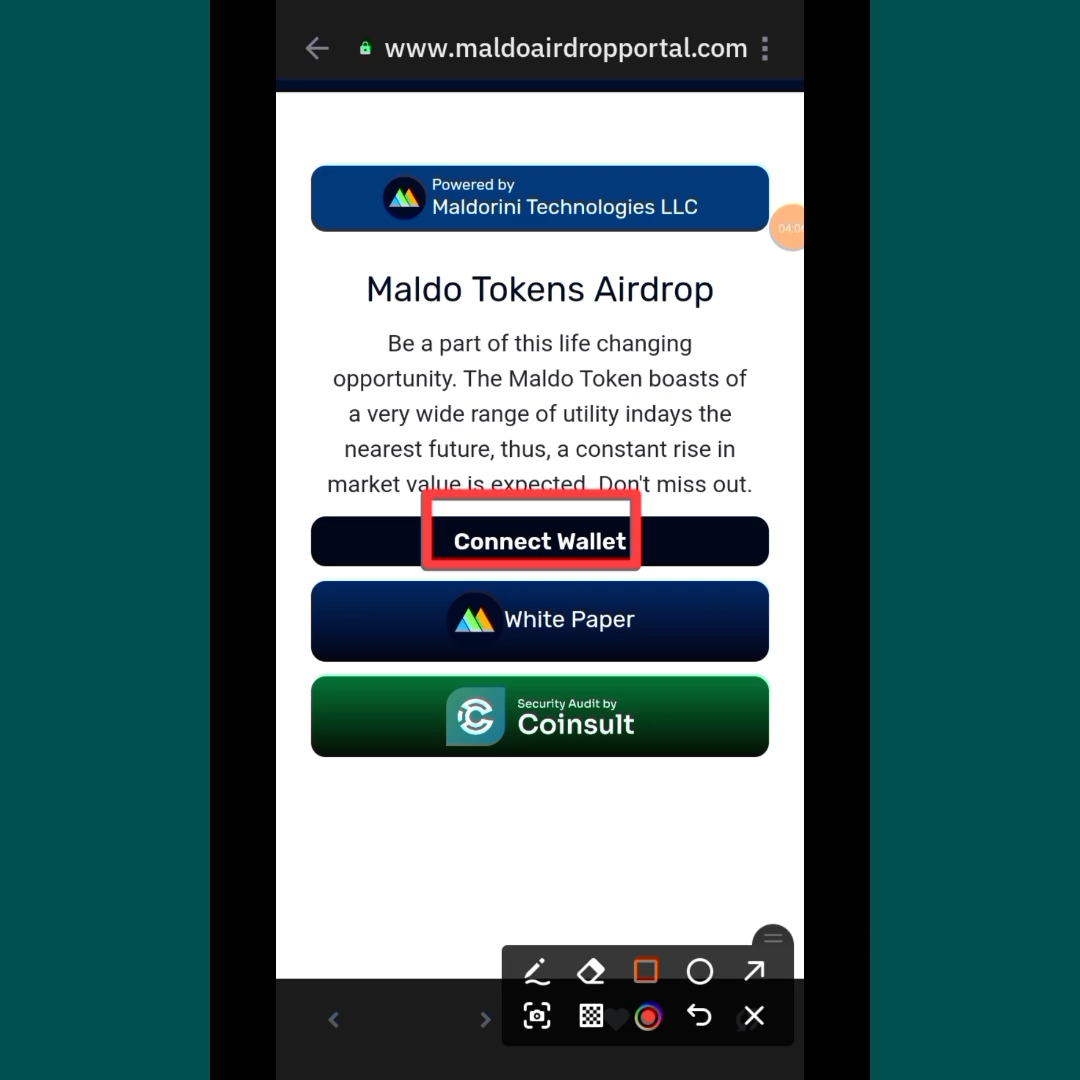 www.maldoairdropportal.com
Powered by
Maldorini Technologies LLC
Maldo Tokens Airdrop
Be a part of this life changing
opportunity. The Maldo Token boasts of
a very wide range of utility indays the
nearest future, thus, a constant rise in
market value is expected. Don't miss out.
Connect Wallet
White Paper
Security Audit by
Coinsult